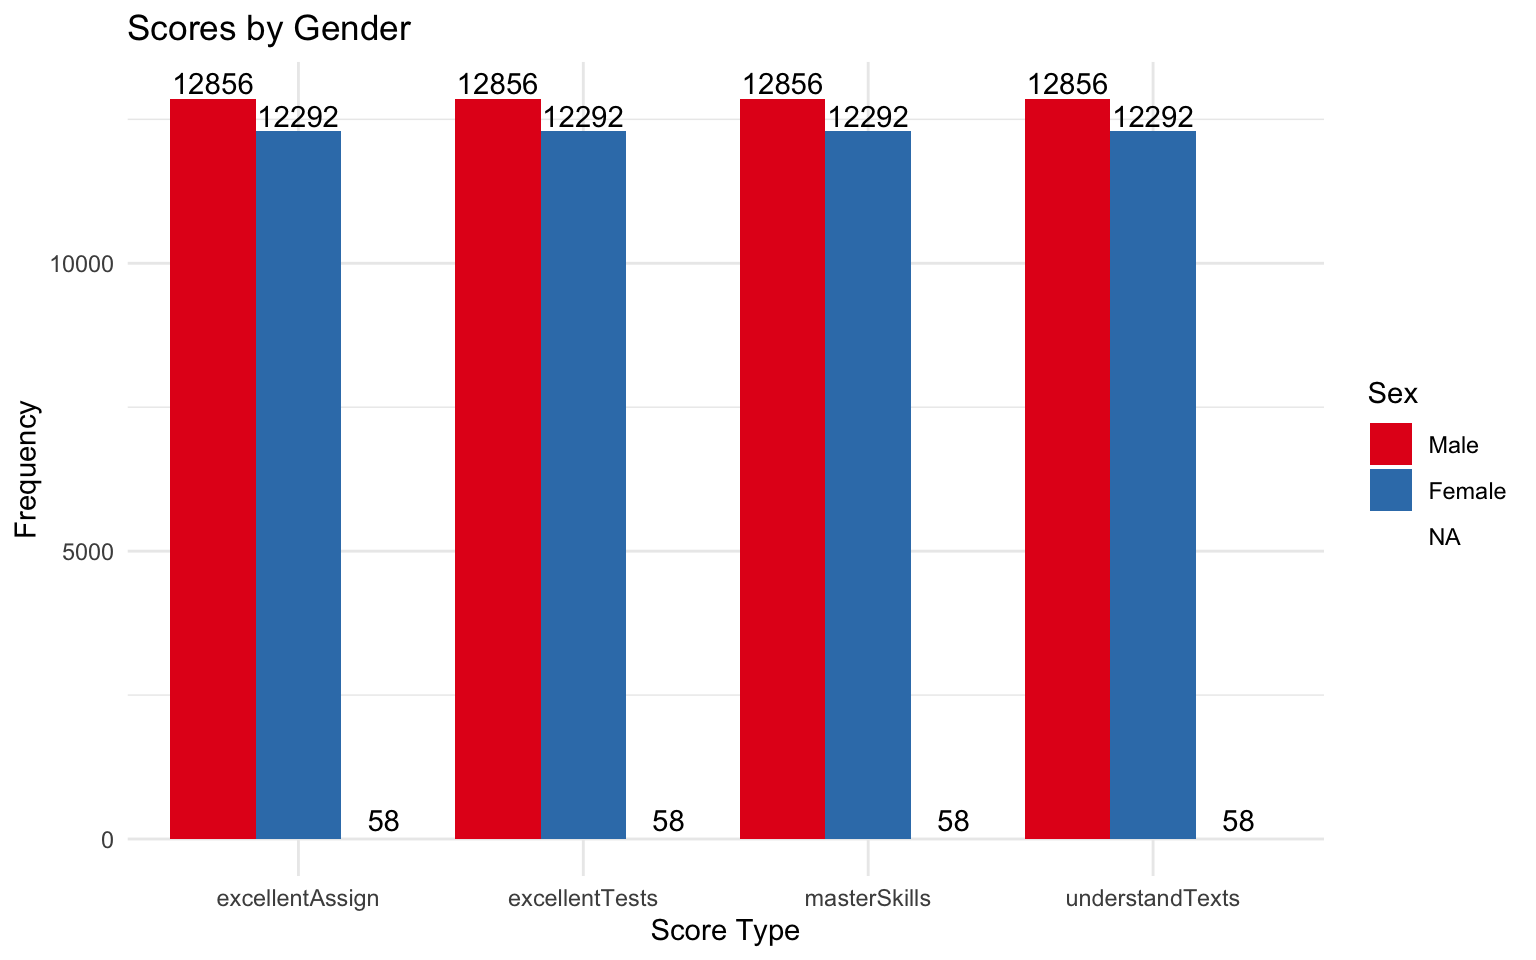 Scores by Gender
12856 12856 12856 12856
12292 12292 12292 12292
10000
5000
0
58 58 58 58
Frequency
excellentAssign excellentTests masterSkills understandTexts
Score Type
Sex
Male
Female
NA